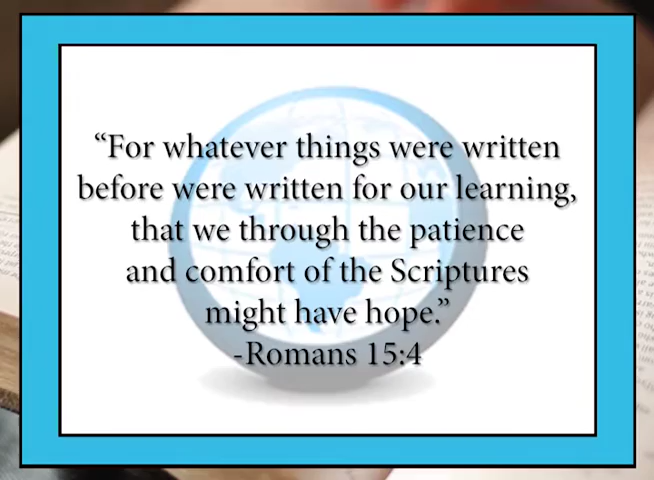 “For whatever things were written
before were written for our learning,
that we through the patience
and comfort of the Scriptures
might have hope.”
-Romans 15:4